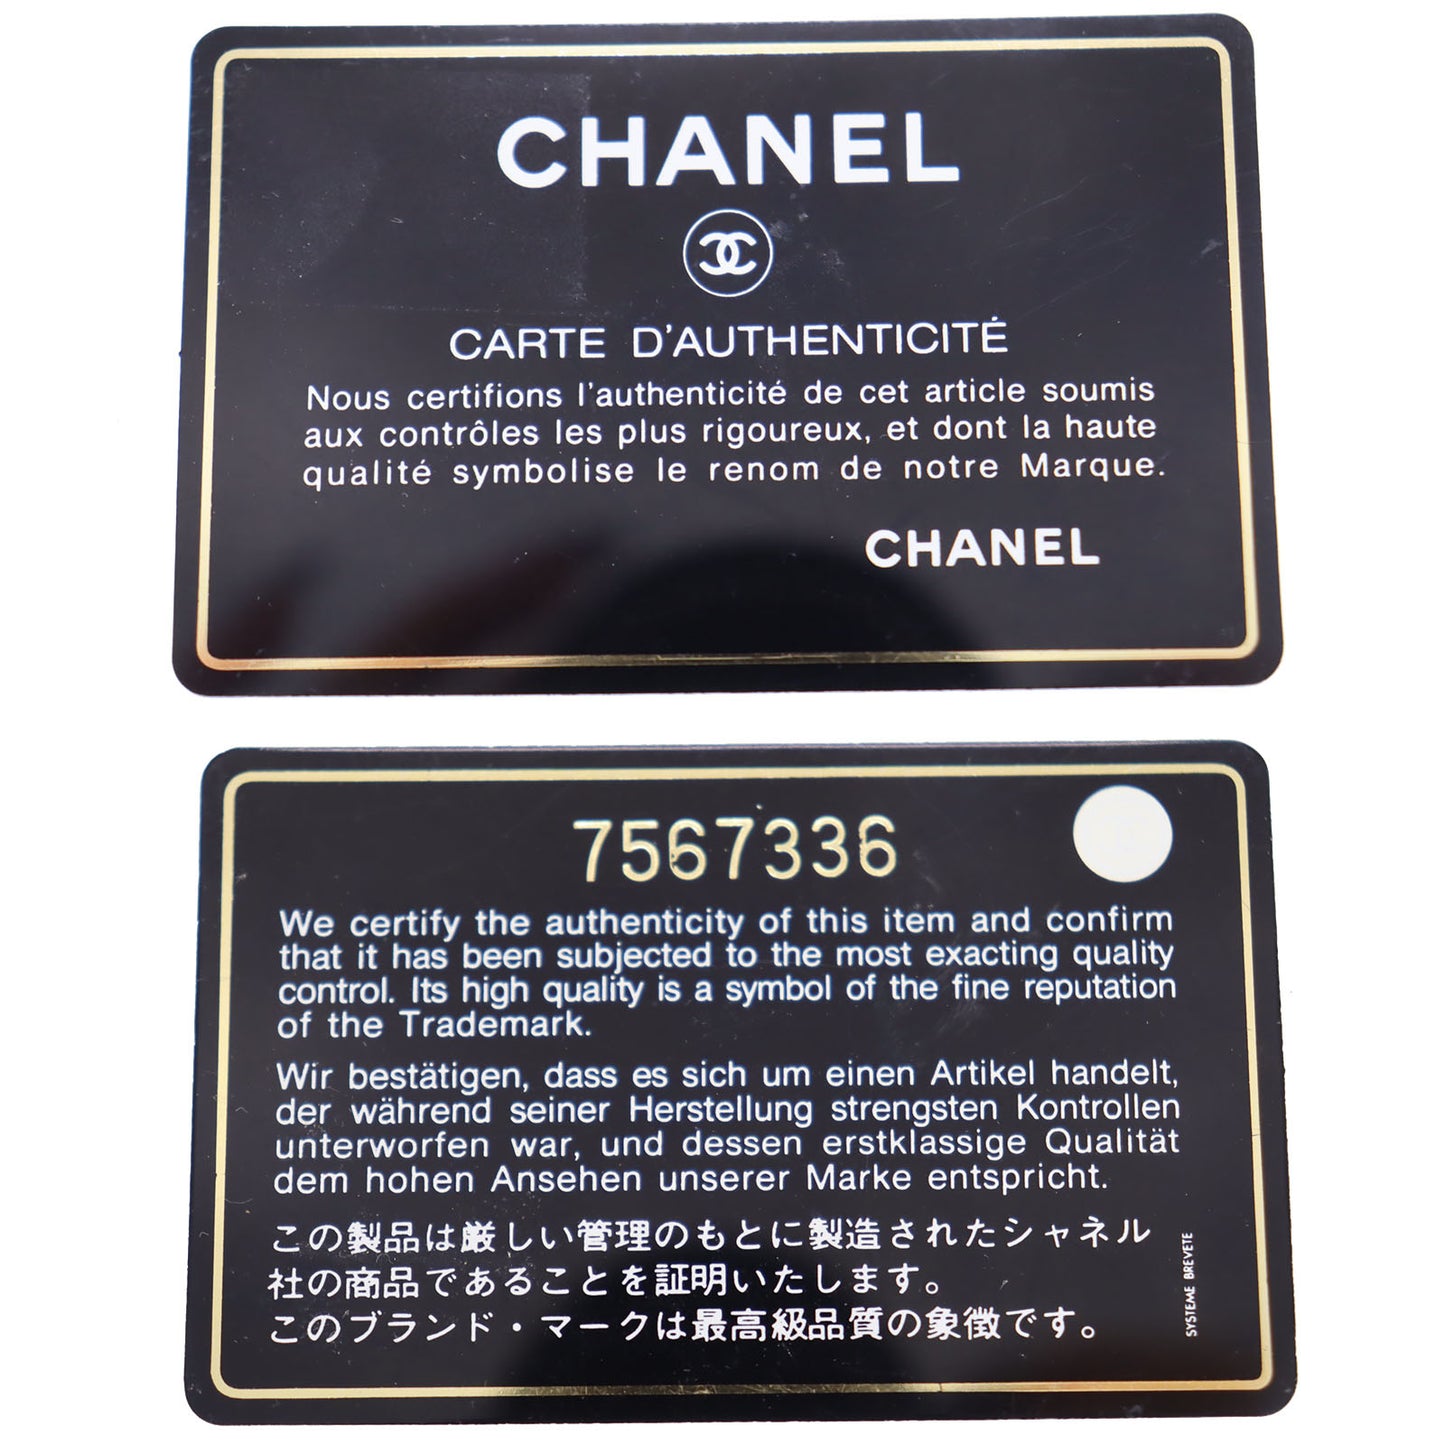 CHANEL
CARTE D'AUTHENTICITÉ
Nous certifions l'authenticité de cet article soumis
aux contrôles les plus rigoureux, et dont la haute
qualité symbolise le renom de notre Marque.
CHANEL
7567336
We certify the authenticity of this item and confirm
that it has been subjected to the most exacting quality
control. Its high quality is a symbol of the fine reputation
of the Trademark.
Wir bestätigen, dass es sich um einen Artikel handelt,
der während seiner Herstellung strengsten Kontrollen
unterworfen war, und dessen erstklassige Qualität
dem hohen Ansehen unserer Marke entspricht.
この製品は厳しい管理のもとに製造されたシャネル
社の商品であることを証明いたします。
このブランド・マークは最高級品質の象徴です。
SYSTEME BREVETE